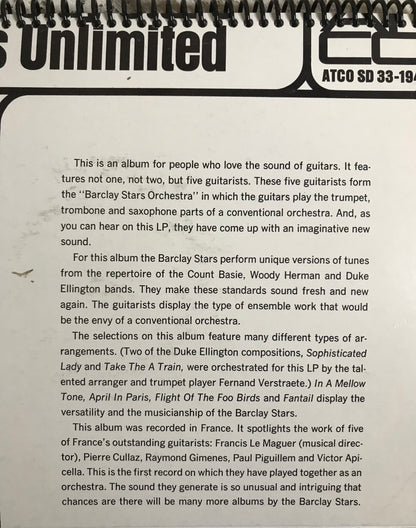 s Unlimited
ATCO SD 33-194
This is an album for people who love the sound of guitars. It fea-
tures not one, not two, but five guitarists. These five guitarists form
the "Barclay Stars Orchestra" in which the guitars play the trumpet,
trombone and saxophone parts of a conventional orchestra. And, as
you can hear on this LP, they have come up with an imaginative new
sound.
For this album the Barclay Stars perform unique versions of tunes
from the repertoire of the Count Basie, Woody Herman and Duke
Ellington bands. They make these standards sound fresh and new
again. The guitarists display the type of ensemble work that would
be the envy of a conventional orchestra.
The selections on this album feature many different types of ar-
rangements. (Two of the Duke Ellington compositions, Sophisticated
Lady and Take The A Train, were orchestrated for this LP by the tal-
ented arranger and trumpet player Fernand Verstraete.) In A Mellow
Tone, April In Paris, Flight Of The Foo Birds and Fantail display the
versatility and the musicianship of the Barclay Stars.
This album was recorded in France. It spotlights the work of five
of France's outstanding guitarists: Francis Le Maguer (musical direc-
tor), Pierre Cullaz, Raymond Gimenes, Paul Piguillem and Victor Api-
cella. This is the first record on which they have played together as an
orchestra. The sound they generate is so unusual and intriguing that
chances are there will be many more albums by the Barclay Stars.